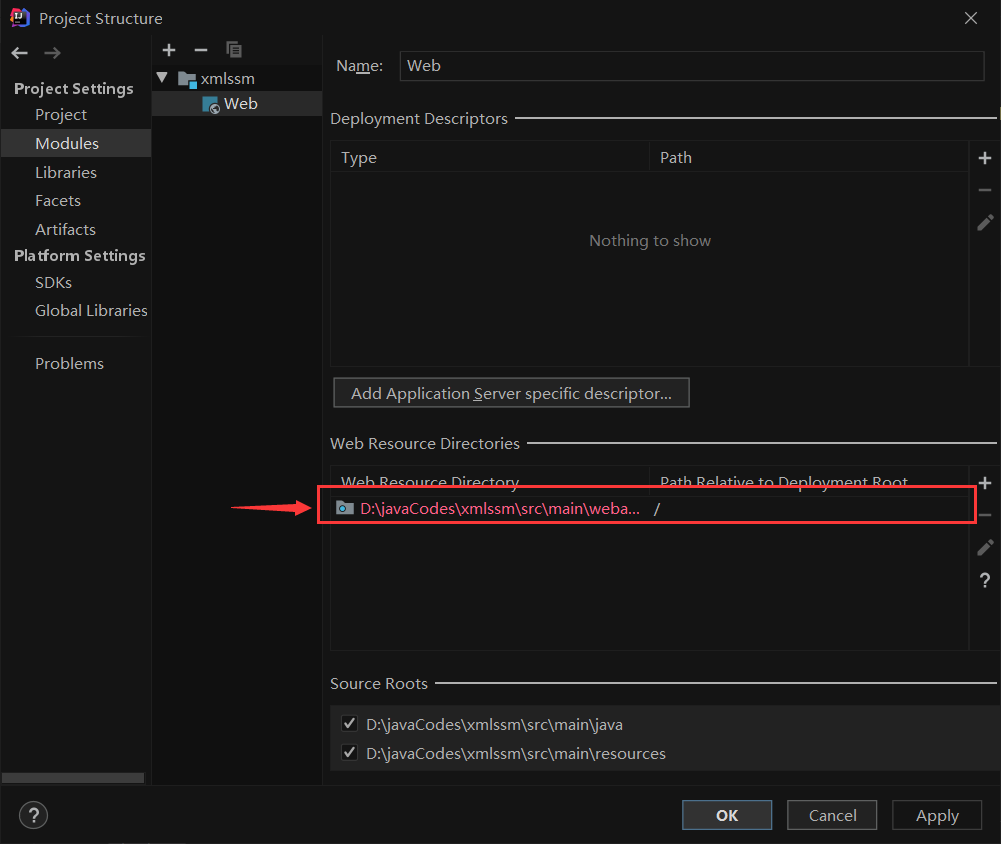 Project Structure
Project Settings
Project
Modules
Libraries
Facets
Artifacts
Platform Settings
SDKs
Global Libraries
Problems
xmlssm
Web
Name: Web
Deployment Descriptors
Type Path
Nothing to show
Add Application Server specific descriptor...
Web Resource Directories
Web Resource Directory Path Relative to Deployment Root
D:\javaCodes\xmlssm\src\main\weba... /
?
Source Roots
D:\javaCodes\xmlssm\src\main\java
D:\javaCodes\xmlssm\src\main\resources
? OK Cancel Apply